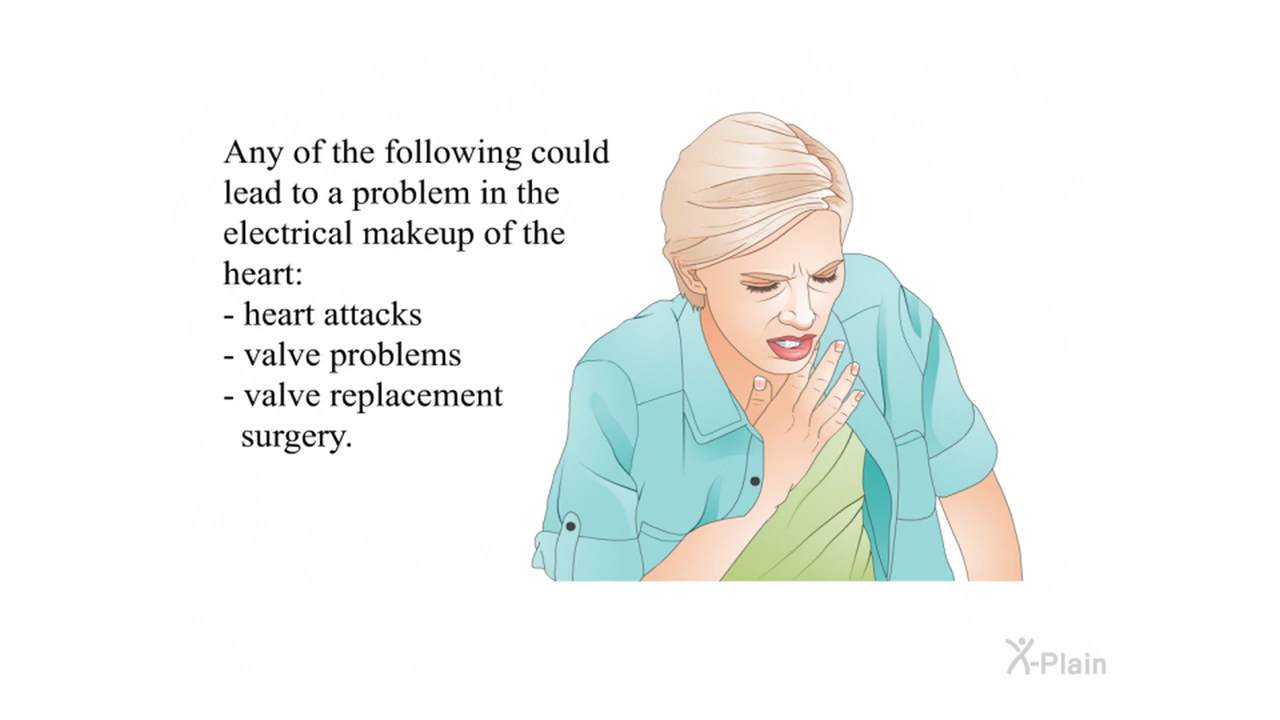 Any of the following could
lead to a problem in the
electrical makeup of the
heart:
- heart attacks
- valve problems
- valve replacement
surgery.
X-Plain